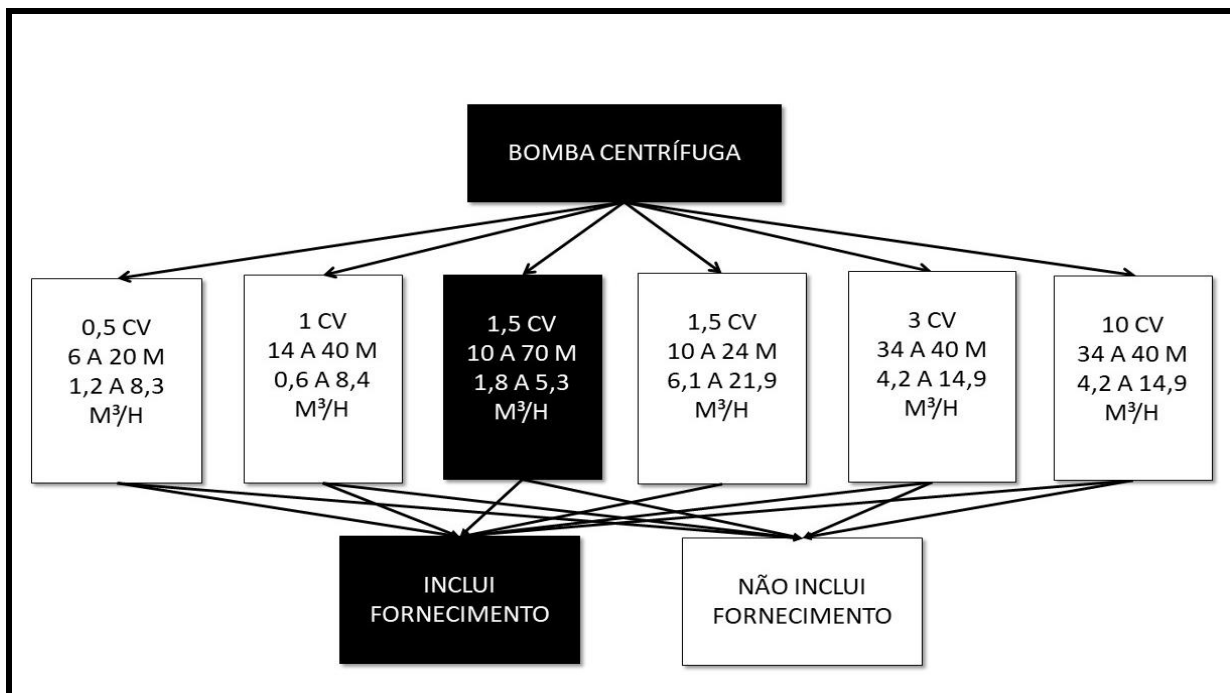 BOMBA CENTRÍFUGA
0,5 CV
6 A 20 M
1,2 A 8,3
M³/H
1 CV
14 A 40 M
0,6 A 8,4
M³/H
1,5 CV
10 A 70 M
1,8 A 5,3
M³/H
1,5 CV
10 A 24 M
6,1 A 21,9
M³/H
3 CV
34 A 40 M
4,2 A 14,9
M³/H
10 CV
34 A 40 M
4,2 A 14,9
M³/H
INCLUI
FORNECIMENTO
NÃO INCLUI
FORNECIMENTO